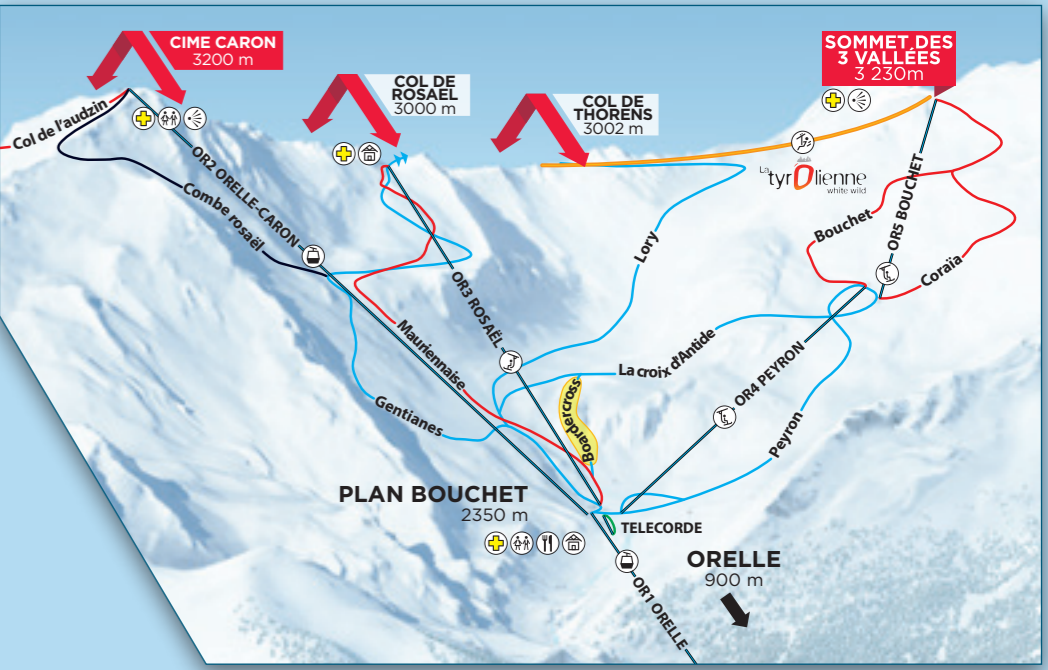 CIME CARON
3200 m
SOMMET DES
3 VALLÉES
3 230m
COL DE
ROSAEL
3000 m
COL DE
THORENS
3002 m
Col de l'audzin
OR2 ORELLE-CARON
Combe rosaël
La
tyrOlienne
white wild
OR5 BOUCHET
Bouchet
Coraïa
Lory
OR3 ROSAËL
Mauriennaise
La croix d'Antide
OR4 PEYRON
Gentianes
Boardercross
Peyron
PLAN BOUCHET
2350 m
TELECORDE
ORELLE
900 m
OR1 ORELLE